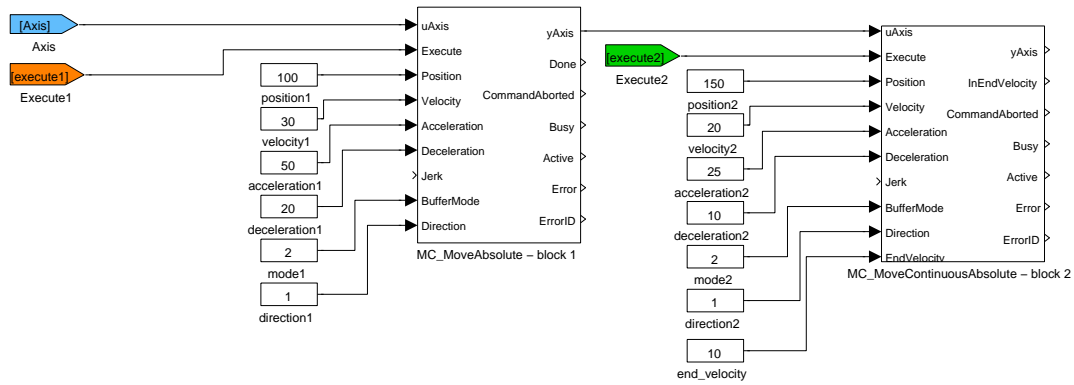 [Axis]
Axis
[execute1]
Execute1
100
position1
30
velocity1
50
acceleration1
20
deceleration1
2
mode1
1
direction1
uAxis
Execute
Position
Velocity
Acceleration
Deceleration
Jerk
BufferMode
Direction
yAxis
Done
CommandAborted
Busy
Active
Error
ErrorID
MC_MoveAbsolute – block 1
[execute2]
Execute2
150
position2
20
velocity2
25
acceleration2
10
deceleration2
2
mode2
1
direction2
10
end_velocity
uAxis
Execute
Position
Velocity
Acceleration
Deceleration
Jerk
BufferMode
Direction
EndVelocity
yAxis
InEndVelocity
CommandAborted
Busy
Active
Error
ErrorID
MC_MoveContinuousAbsolute – block 2